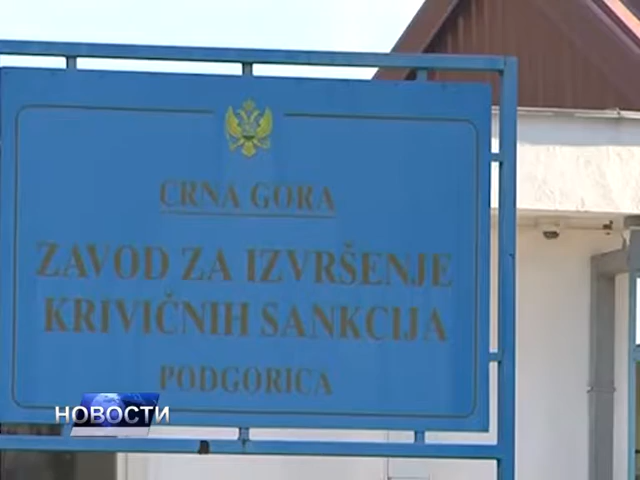 CRNA GORA
ZAVOD ZA IZVRŠENJE
KRIVIČNIH SANKCIJA
PODGORICA
НОВОСТИ